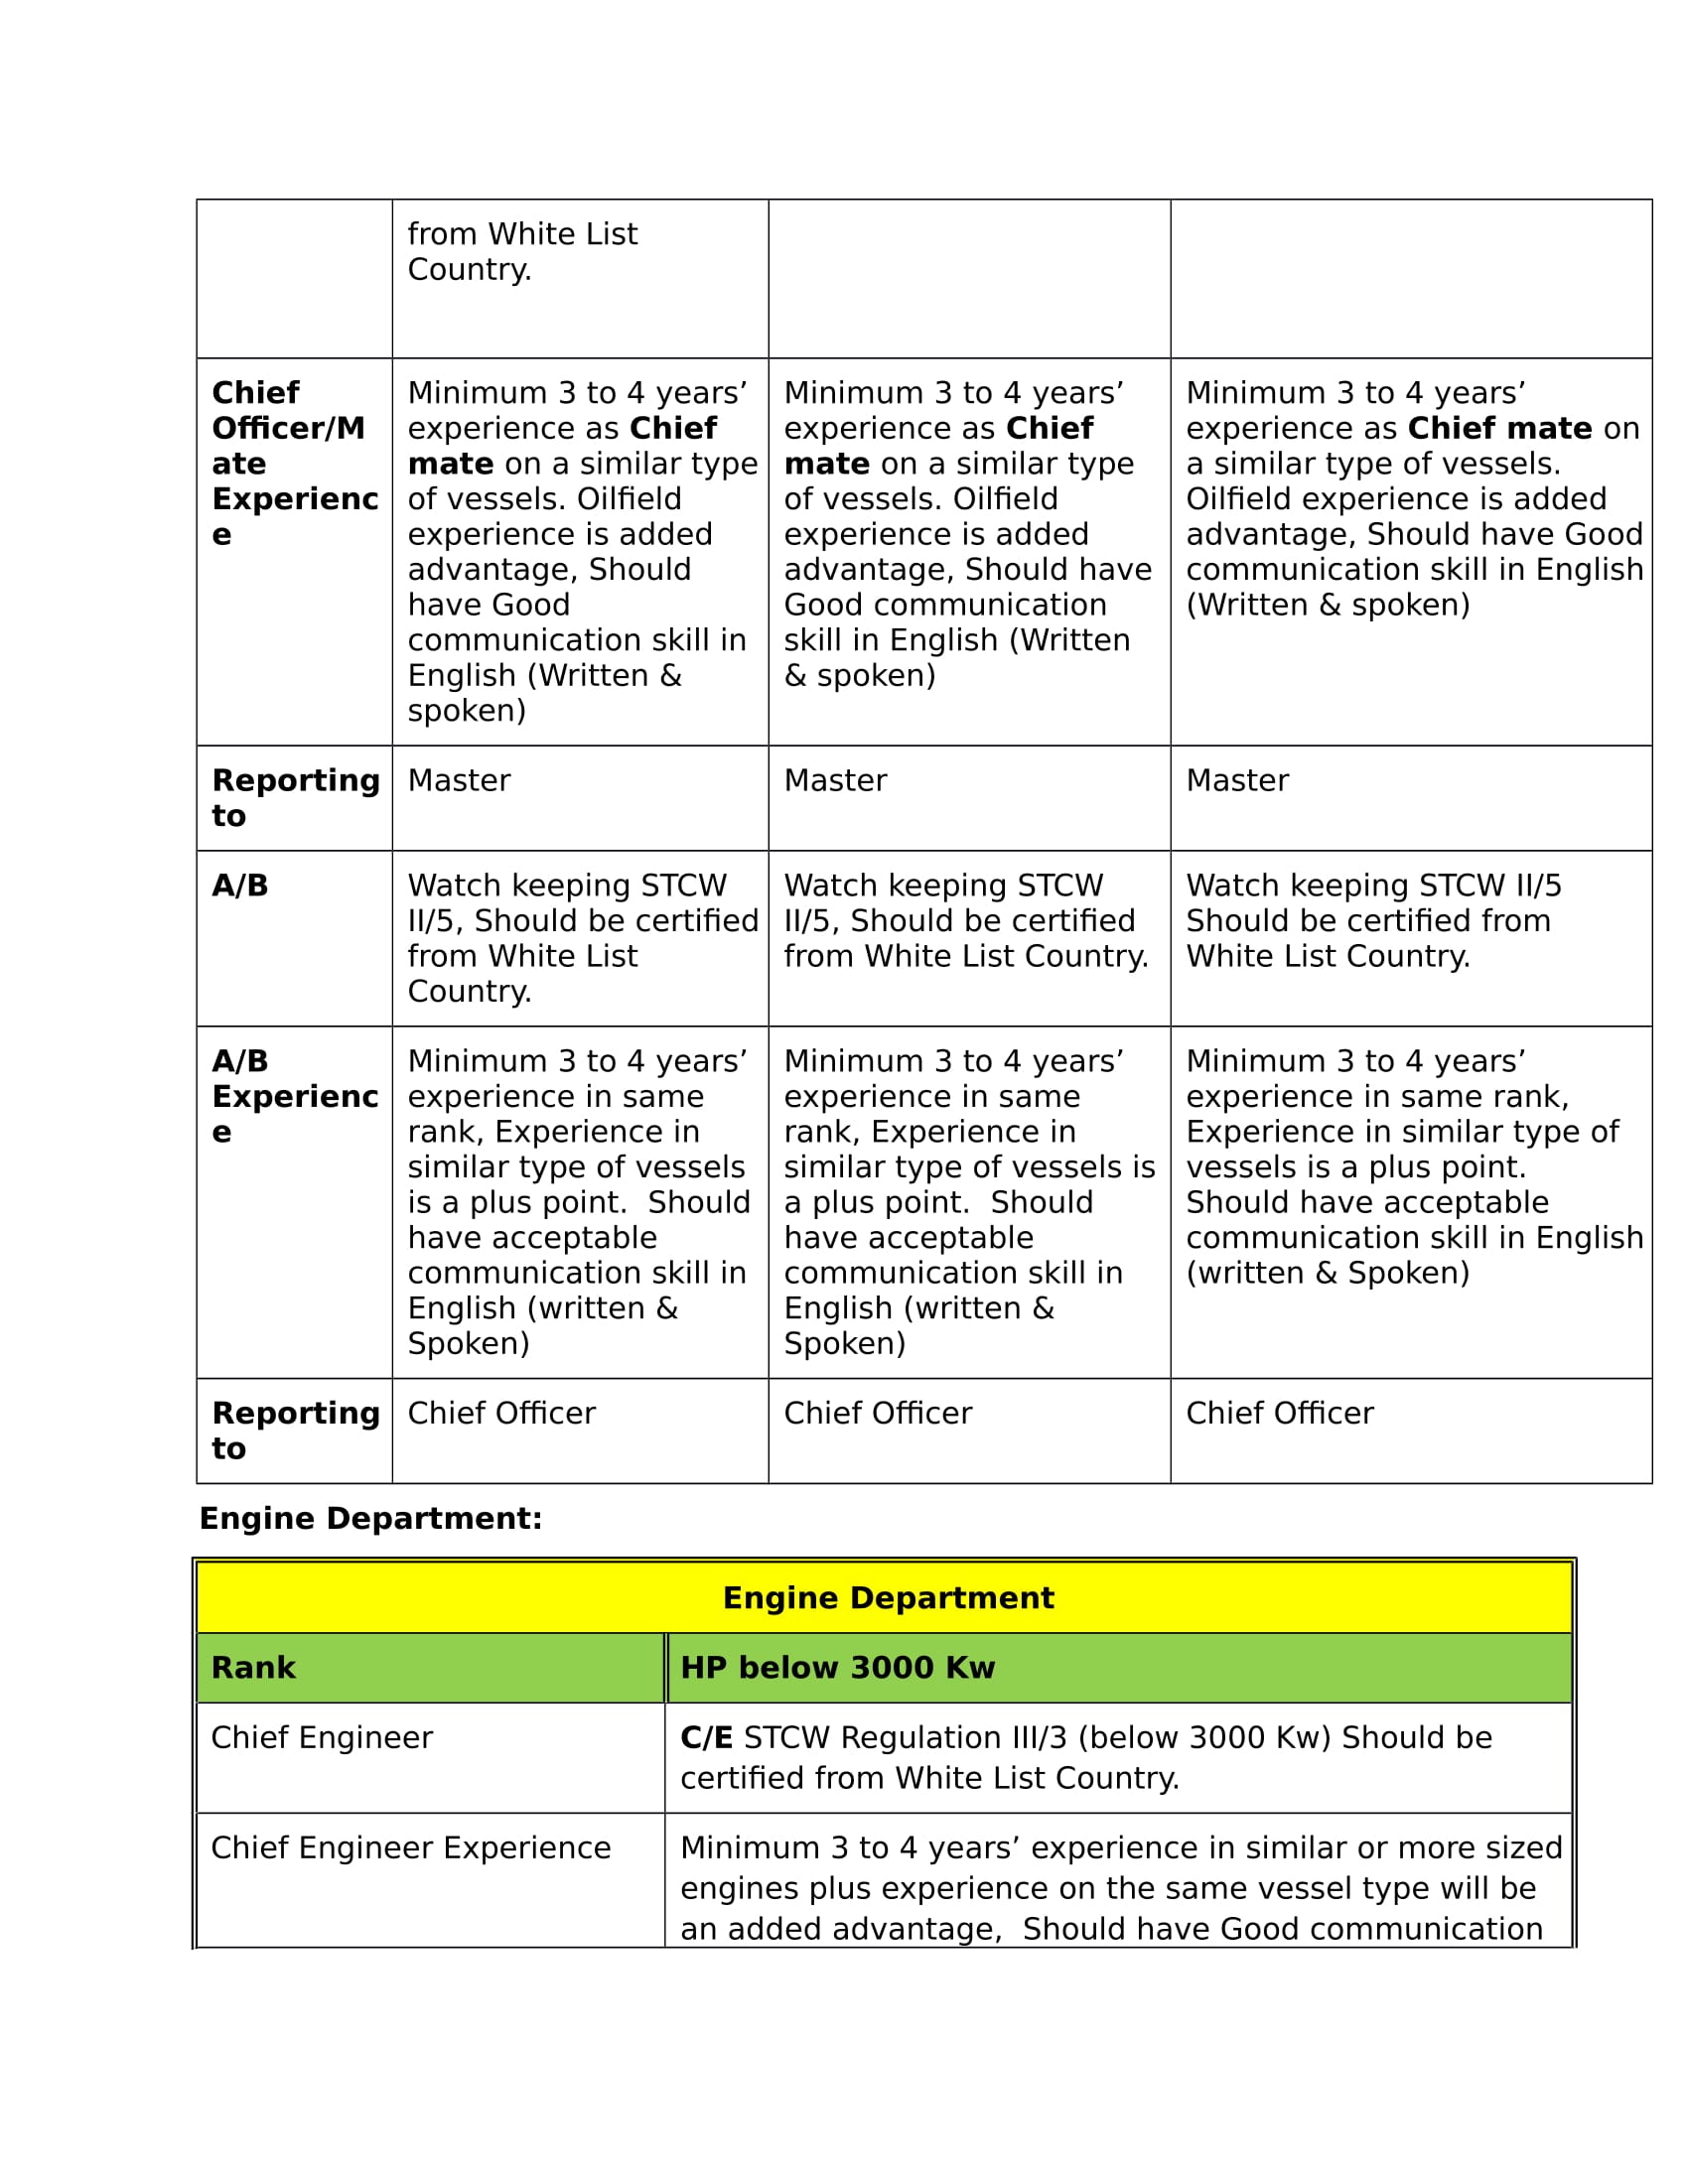 from White List
Country.
Chief
Officer/M
ate
Experienc
e
Minimum 3 to 4 years’
experience as Chief
mate on a similar type
of vessels. Oilfield
experience is added
advantage, Should
have Good
communication skill in
English (Written &
spoken)
Minimum 3 to 4 years’
experience as Chief
mate on a similar type
of vessels. Oilfield
experience is added
advantage, Should have
Good communication
skill in English (Written
& spoken)
Minimum 3 to 4 years’
experience as Chief mate on
a similar type of vessels.
Oilfield experience is added
advantage, Should have Good
communication skill in English
(Written & spoken)
Reporting
to
Master
Master
Master
A/B
Watch keeping STCW
II/5, Should be certified
from White List
Country.
Watch keeping STCW
II/5, Should be certified
from White List Country.
Watch keeping STCW II/5
Should be certified from
White List Country.
A/B
Experienc
e
Minimum 3 to 4 years’
experience in same
rank, Experience in
similar type of vessels
is a plus point.  Should
have acceptable
communication skill in
English (written &
Spoken)
Minimum 3 to 4 years’
experience in same
rank, Experience in
similar type of vessels is
a plus point.  Should
have acceptable
communication skill in
English (written &
Spoken)
Minimum 3 to 4 years’
experience in same rank,
Experience in similar type of
vessels is a plus point.
Should have acceptable
communication skill in English
(written & Spoken)
Reporting
to
Chief Officer
Chief Officer
Chief Officer
Engine Department:
Engine Department
Rank
HP below 3000 Kw
Chief Engineer
C/E STCW Regulation III/3 (below 3000 Kw) Should be
certified from White List Country.
Chief Engineer Experience
Minimum 3 to 4 years’ experience in similar or more sized
engines plus experience on the same vessel type will be
an added advantage,  Should have Good communication